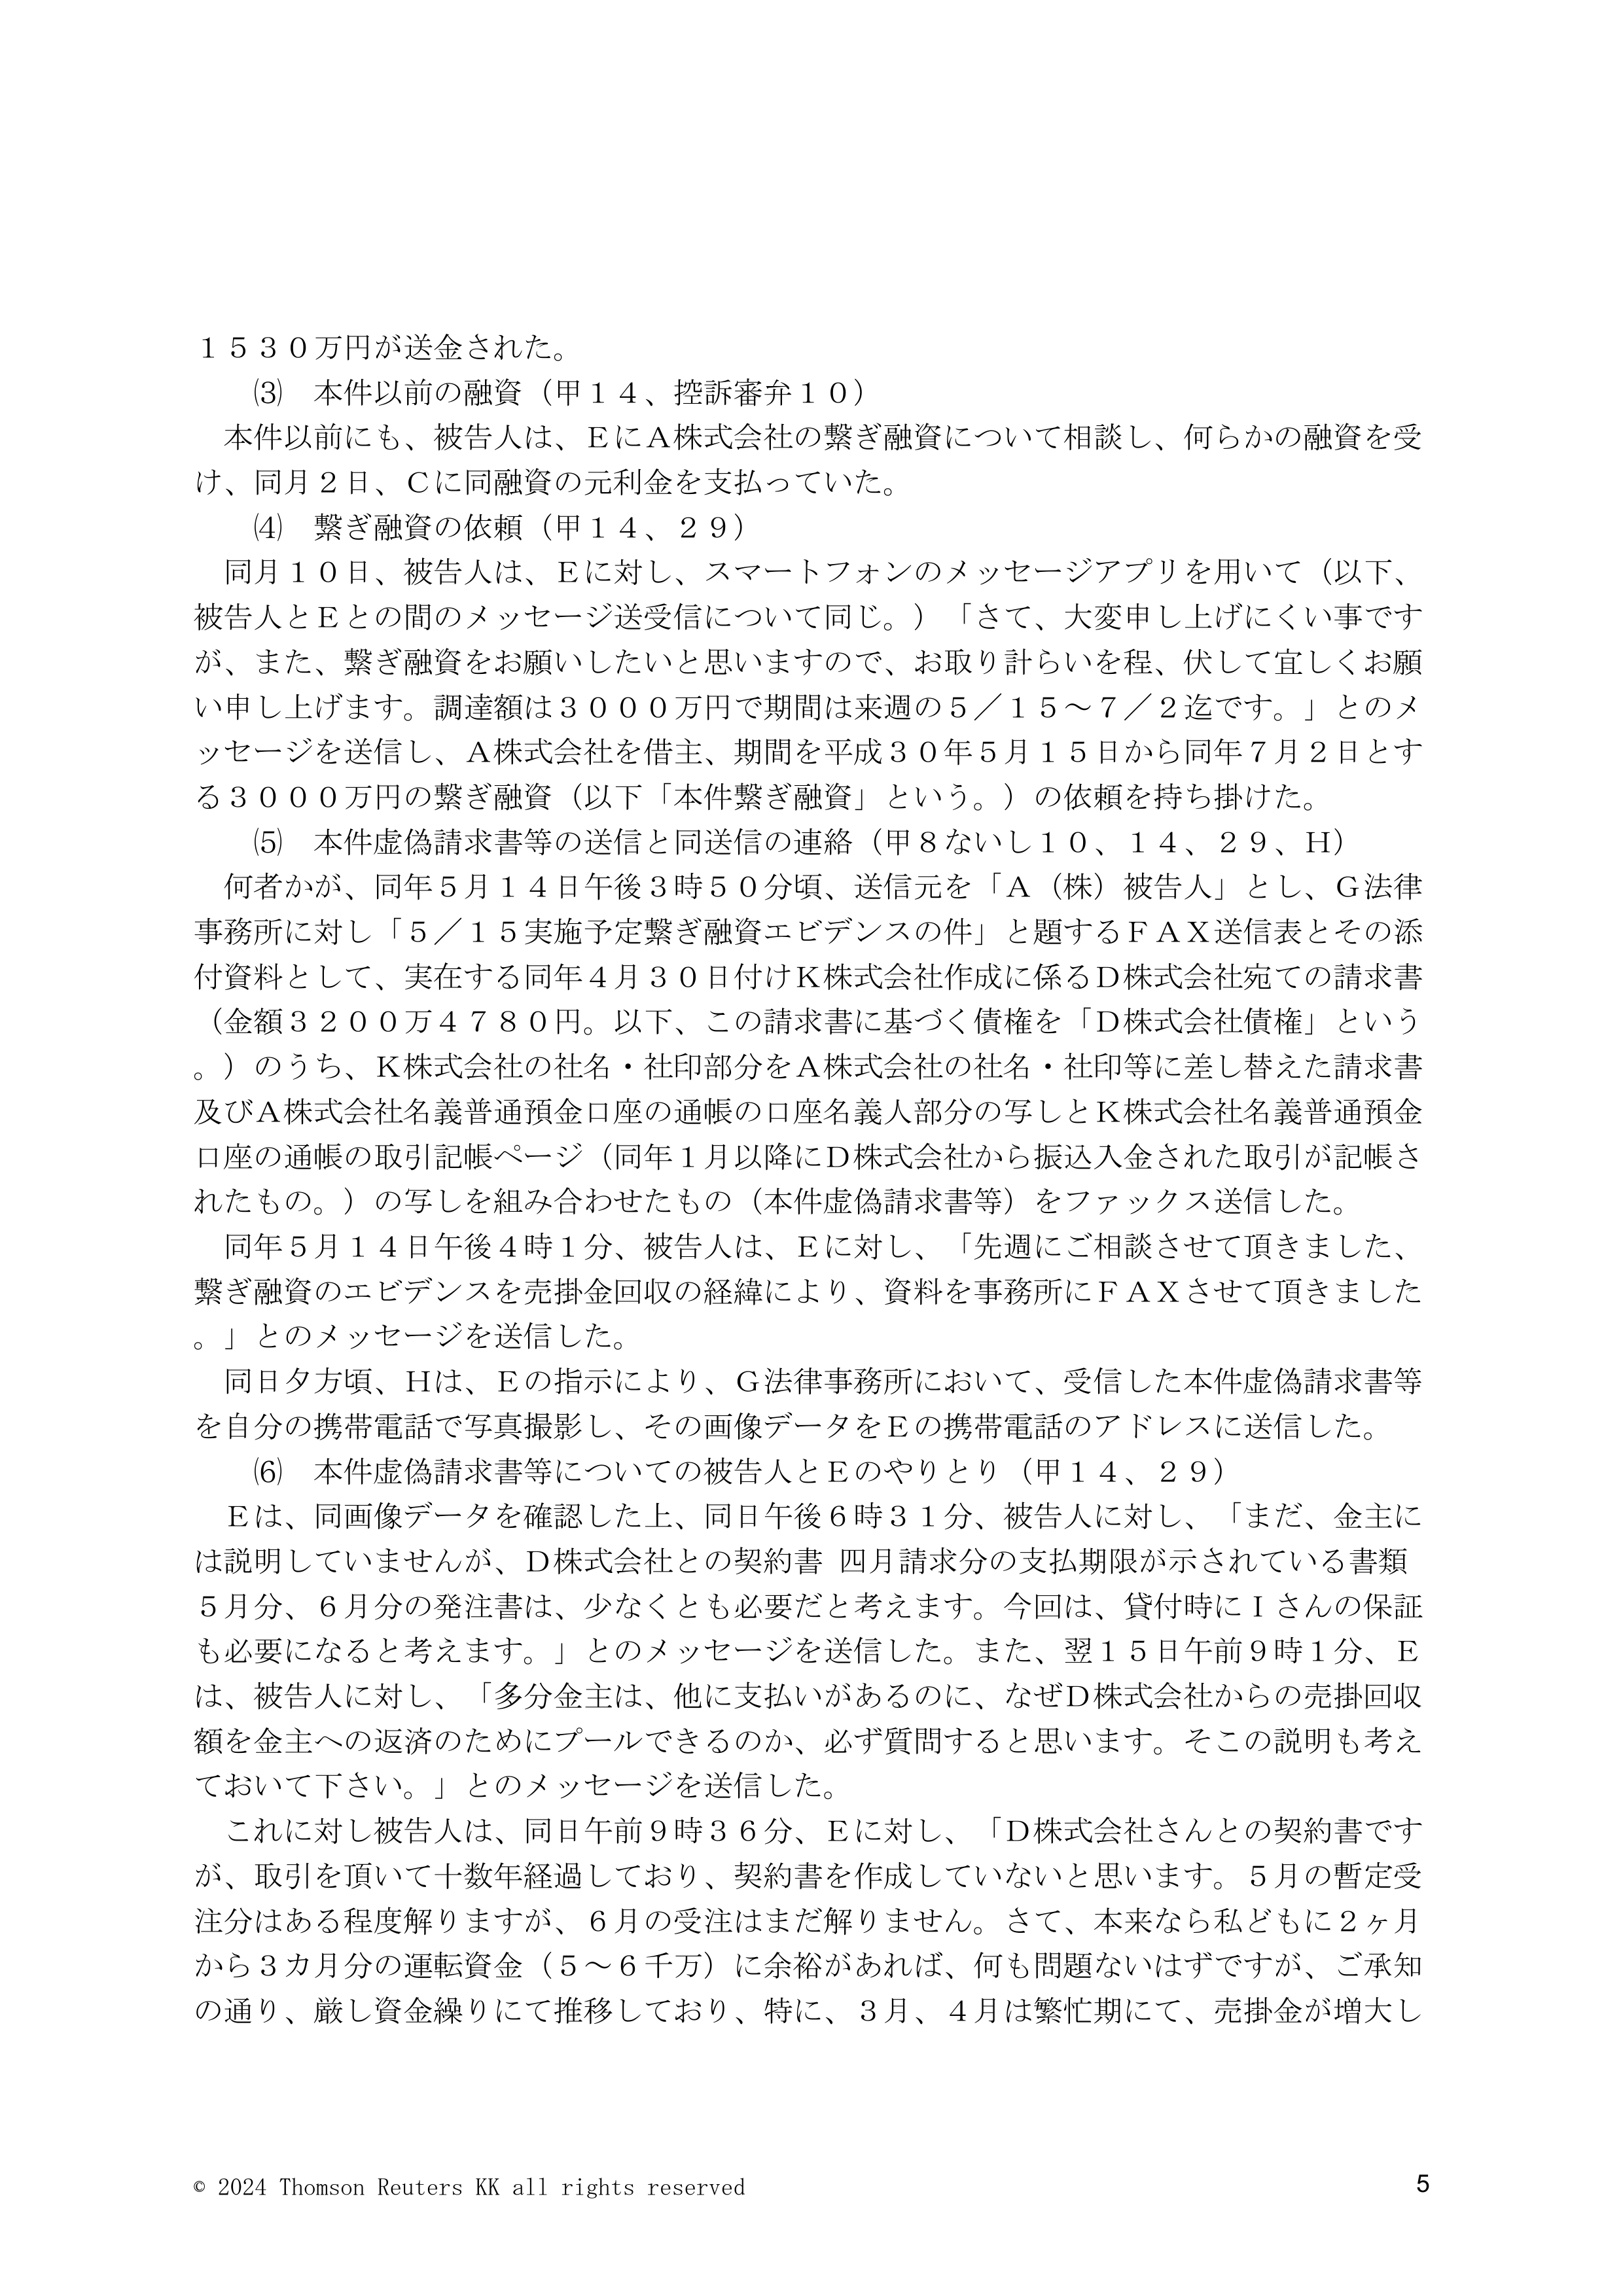 １５３０万円が送金された。
⑶　本件以前の融資（甲１４、控訴審弁１０）
本件以前にも、被告人は、ＥにＡ株式会社の繋ぎ融資について相談し、何らかの融資を受
け、同月２日、Ｃに同融資の元利金を支払っていた。
⑷　繋ぎ融資の依頼（甲１４、２９）
同月１０日、被告人は、Ｅに対し、スマートフォンのメッセージアプリを用いて（以下、
被告人とＥとの間のメッセージ送受信について同じ。）「さて、大変申し上げにくい事です
が、また、繋ぎ融資をお願いしたいと思いますので、お取り計らいを程、伏して宜しくお願
い申し上げます。調達額は３０００万円で期間は来週の５／１５～７／２迄です。」とのメ
ッセージを送信し、Ａ株式会社を借主、期間を平成３０年５月１５日から同年７月２日とす
る３０００万円の繋ぎ融資（以下「本件繋ぎ融資」という。）の依頼を持ち掛けた。
⑸　本件虚偽請求書等の送信と同送信の連絡（甲８ないし１０、１４、２９、Ｈ）
何者かが、同年５月１４日午後３時５０分頃、送信元を「Ａ（株）被告人」とし、Ｇ法律
事務所に対し「５／１５実施予定繋ぎ融資エビデンスの件」と題するＦＡＸ送信表とその添
付資料として、実在する同年４月３０日付けＫ株式会社作成に係るＤ株式会社宛ての請求書
（金額３２００万４７８０円。以下、この請求書に基づく債権を「Ｄ株式会社債権」という
。）のうち、Ｋ株式会社の社名・社印部分をＡ株式会社の社名・社印等に差し替えた請求書
及びＡ株式会社名義普通預金口座の通帳の口座名義人部分の写しとＫ株式会社名義普通預金
口座の通帳の取引記帳ページ（同年１月以降にＤ株式会社から振込入金された取引が記帳さ
れたもの。）の写しを組み合わせたもの（本件虚偽請求書等）をファックス送信した。
同年５月１４日午後４時１分、被告人は、Ｅに対し、「先週にご相談させて頂きました、
繋ぎ融資のエビデンスを売掛金回収の経緯により、資料を事務所にＦＡＸさせて頂きました
。」とのメッセージを送信した。
同日夕方頃、Ｈは、Ｅの指示により、Ｇ法律事務所において、受信した本件虚偽請求書等
を自分の携帯電話で写真撮影し、その画像データをＥの携帯電話のアドレスに送信した。
⑹　本件虚偽請求書等についての被告人とＥのやりとり（甲１４、２９）
Ｅは、同画像データを確認した上、同日午後６時３１分、被告人に対し、「まだ、金主に
は説明していませんが、Ｄ株式会社との契約書 四月請求分の支払期限が示されている書類
５月分、６月分の発注書は、少なくとも必要だと考えます。今回は、貸付時にＩさんの保証
も必要になると考えます。」とのメッセージを送信した。また、翌１５日午前９時１分、Ｅ
は、被告人に対し、「多分金主は、他に支払いがあるのに、なぜＤ株式会社からの売掛回収
額を金主への返済のためにプールできるのか、必ず質問すると思います。そこの説明も考え
ておいて下さい。」とのメッセージを送信した。
これに対し被告人は、同日午前９時３６分、Ｅに対し、「Ｄ株式会社さんとの契約書です
が、取引を頂いて十数年経過しており、契約書を作成していないと思います。５月の暫定受
注分はある程度解りますが、６月の受注はまだ解りません。さて、本来なら私どもに２ヶ月
から３カ月分の運転資金（５～６千万）に余裕があれば、何も問題ないはずですが、ご承知
の通り、厳し資金繰りにて推移しており、特に、３月、４月は繁忙期にて、売掛金が増大し
© 2024 Thomson Reuters KK all rights reserved
5